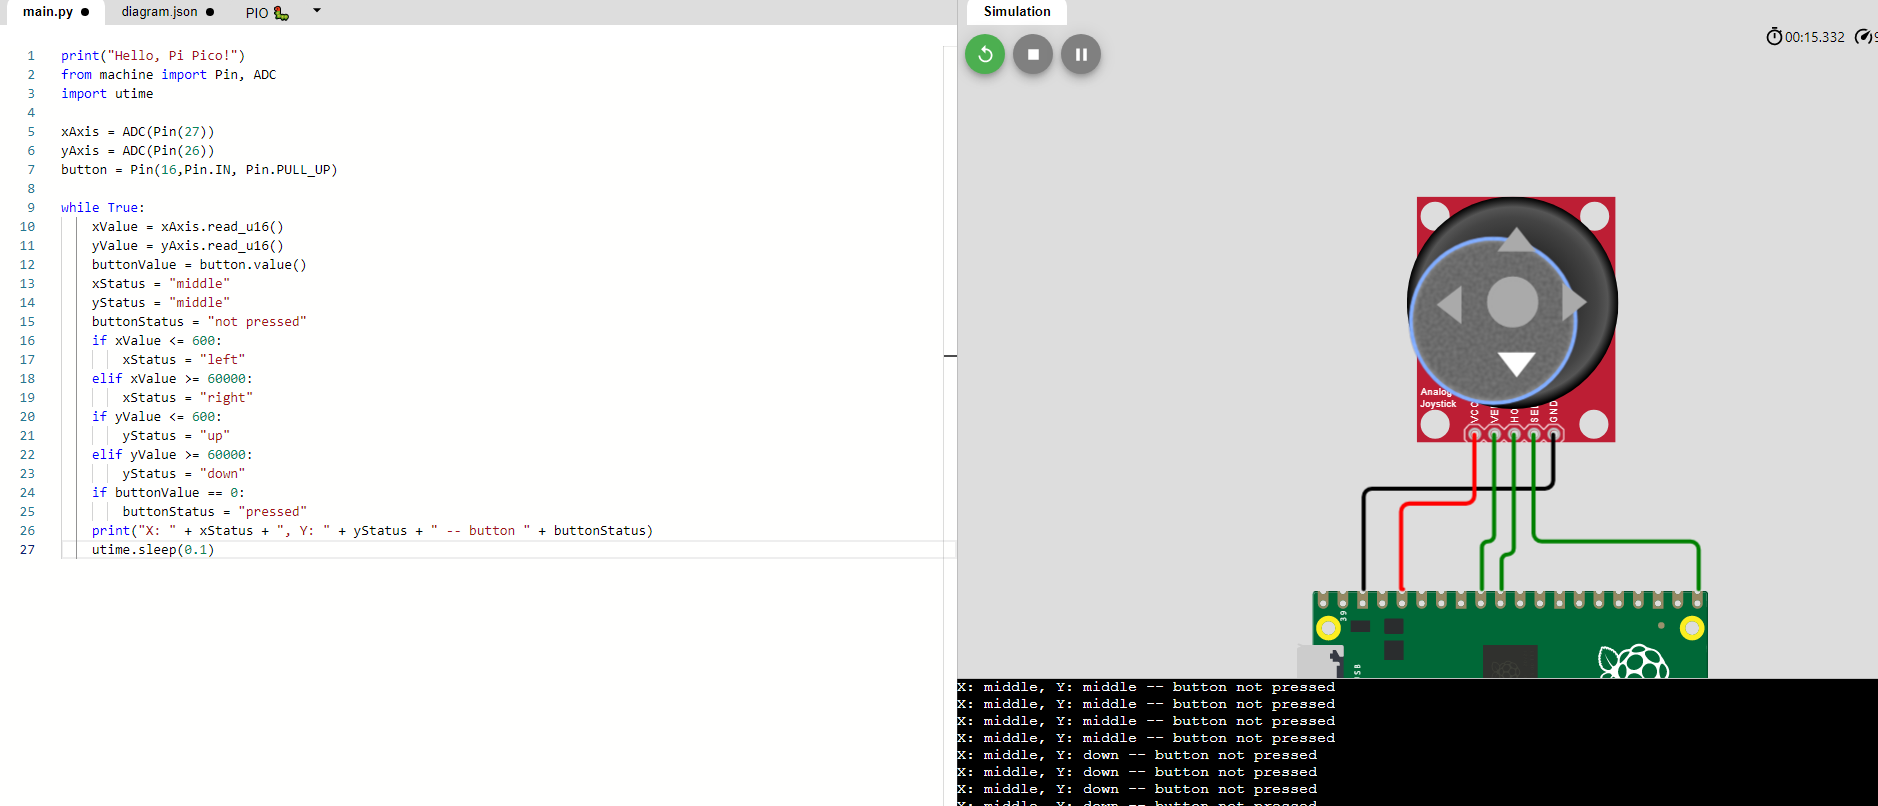 main.py ● diagram.json ● PIO
Simulation
00:15.332 9
1 print("Hello, Pi Pico!")
2 from machine import Pin, ADC
3 import utime
4
5 xAxis = ADC(Pin(27))
6 yAxis = ADC(Pin(26))
7 button = Pin(16,Pin.IN, Pin.PULL_UP)
8
9 while True:
10 xValue = xAxis.read_u16()
11 yValue = yAxis.read_u16()
12 buttonValue = button.value()
13 xStatus = "middle"
14 yStatus = "middle"
15 buttonStatus = "not pressed"
16 if xValue <= 600:
17 xStatus = "left"
18 elif xValue >= 60000:
19 xStatus = "right"
20 if yValue <= 600:
21 yStatus = "up"
22 elif yValue >= 60000:
23 yStatus = "down"
24 if buttonValue == 0:
25 buttonStatus = "pressed"
26 print("X: " + xStatus + ", Y: " + yStatus + " -- button " + buttonStatus)
27 utime.sleep(0.1)
Analog
Joystick
VCC
GND
39
X: middle, Y: middle -- button not pressed
X: middle, Y: middle -- button not pressed
X: middle, Y: middle -- button not pressed
X: middle, Y: middle -- button not pressed
X: middle, Y: down -- button not pressed
X: middle, Y: down -- button not pressed
X: middle, Y: down -- button not pressed
X: middle, Y: down -- button not pressed